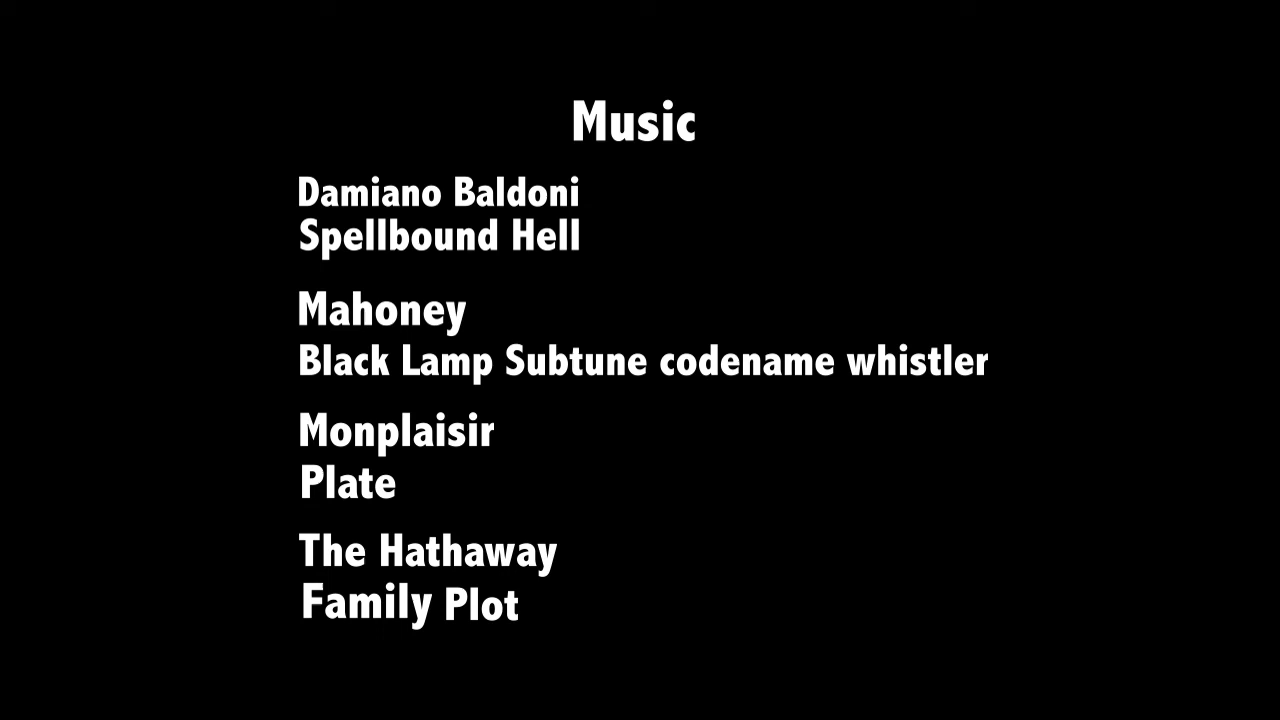 Music
Damiano Baldoni
Spellbound Hell
Mahoney
Black Lamp Subtune codename whistler
Monplaisir
Plate
The Hathaway
Family Plot